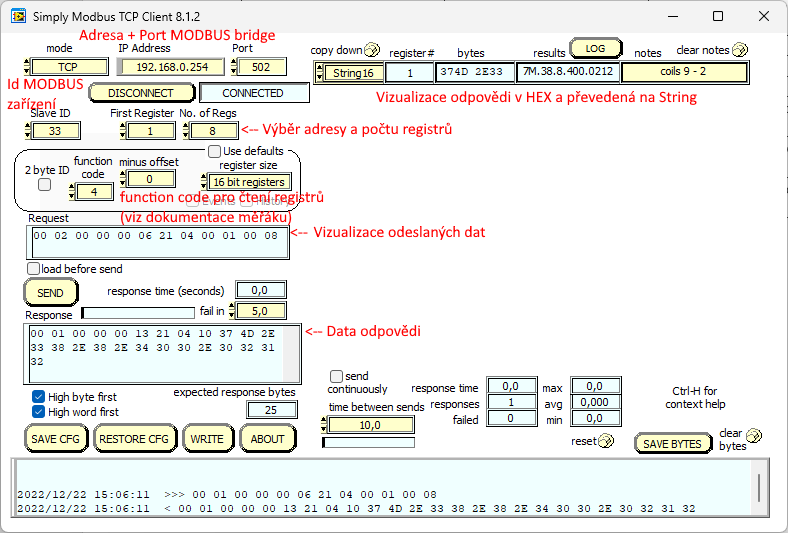 Simply Modbus TCP Client 8.1.2
Adresa + Port MODBUS bridge
mode IP Address Port copy down register# bytes results LOG notes clear notes
TCP 192.168.0.254 502 String16 1 374D 2E33 7M.38.8.400.0212 coils 9 - 2
Id MODBUS
zařízení
DISCONNECT CONNECTED Vizualizace odpovědi v HEX a převedená na String
Slave ID First Register No. of Regs
33 1 8 <-- Výběr adresy a počtu registrů
Use defaults
2 byte ID function code minus offset register size
4 0 16 bit registers
function code pro čtení registrů
Events History
(viz dokumentace měřáku)
Request
00 02 00 00 00 06 21 04 00 01 00 08 <-- Vizualizace odeslaných dat
load before send
SEND response time (seconds) 0,0
Response fail in 5,0
00 01 00 00 00 13 21 04 10 37 4D 2E <-- Data odpovědi
33 38 2E 38 2E 34 30 30 2E 30 32 31
32
High byte first expected response bytes
High word first 25
send
continuously response time 0,0 max 0,0
time between sends responses 1 avg 0,000
10,0 failed 0 min 0,0
Ctrl-H for
context help
SAVE CFG RESTORE CFG WRITE ABOUT
reset SAVE BYTES clear
bytes
2022/12/22 15:06:11 >>> 00 01 00 00 00 06 21 04 00 01 00 08
2022/12/22 15:06:11 < 00 01 00 00 00 13 21 04 10 37 4D 2E 33 38 2E 38 2E 34 30 30 2E 30 32 31 32